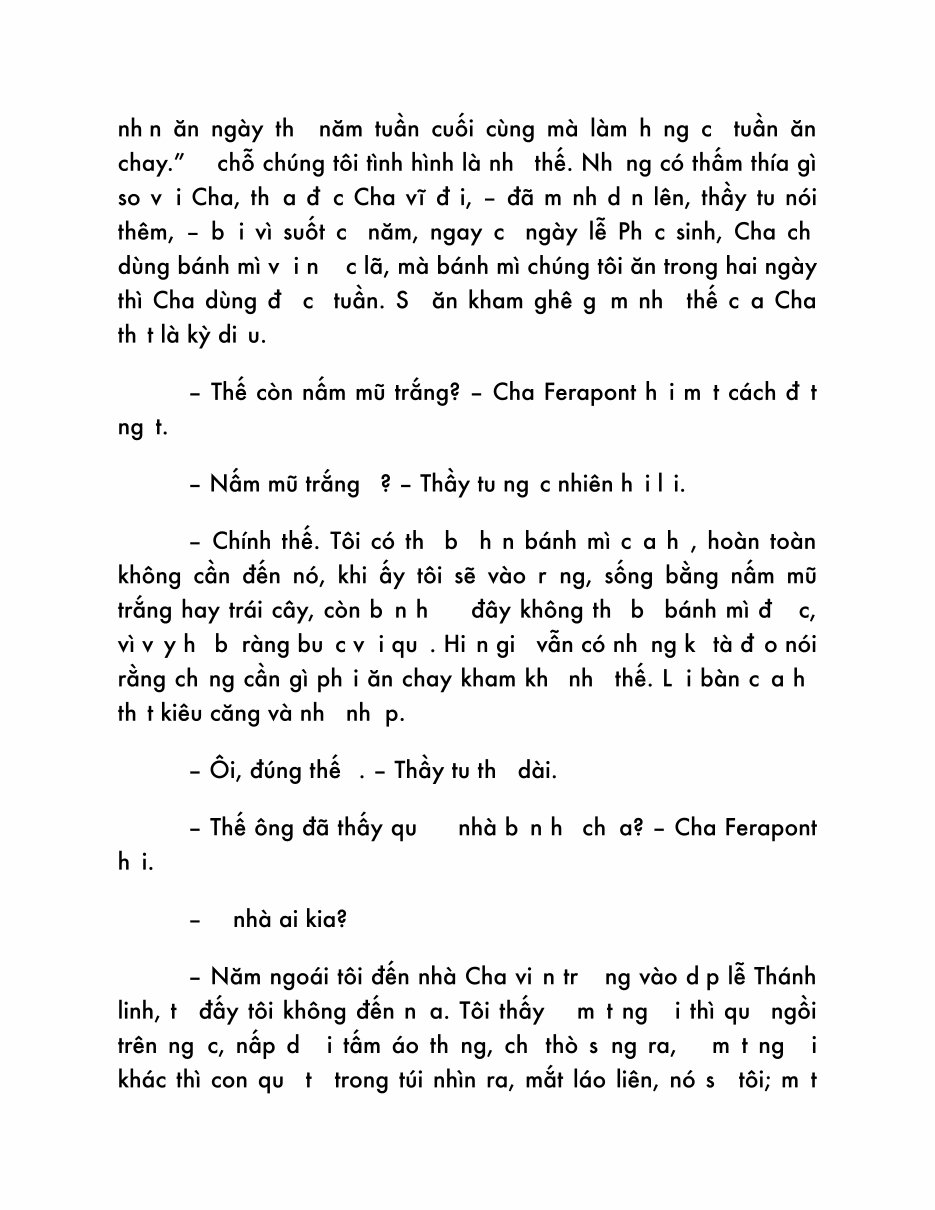 nh n ăn ngày th năm tuần cuối cùng mà làm h ng c tuần ăn
chay.” chỗ chúng tôi tình hình là nh thế. Nh ng có thấm thía gì
so v i Cha, th a đ c Cha vĩ đ i, – đã m nh d n lên, thầy tu nói
thêm, – b i vì suốt c năm, ngay c ngày lễ Ph c sinh, Cha ch
dùng bánh mì v i n c lã, mà bánh mì chúng tôi ăn trong hai ngày
thì Cha dùng đ c tuần. S ăn kham ghê g m nh thế c a Cha
th t là kỳ di u.
– Thế còn nấm mũ trắng? – Cha Ferapont h i m t cách đ t
ng t.
– Nấm mũ trắng ? – Thầy tu ng c nhiên h i l i.
– Chính thế. Tôi có th b h n bánh mì c a h , hoàn toàn
không cần đến nó, khi ấy tôi sẽ vào r ng, sống bằng nấm mũ
trắng hay trái cây, còn b n h đây không th b bánh mì đ c,
vì v y h b ràng bu c v i qu . Hi n gi vẫn có nh ng k tà đ o nói
rằng ch ng cần gì ph i ăn chay kham kh nh thế. L i bàn c a h
th t kiêu căng và nh nh p.
– Ôi, đúng thế . – Thầy tu th dài.
– Thế ông đã thấy qu nhà b n h ch a? – Cha Ferapont
h i.
– nhà ai kia?
– Năm ngoái tôi đến nhà Cha vi n tr ng vào d p lễ Thánh
linh, t đấy tôi không đến n a. Tôi thấy m t ng i thì qu ngồi
trên ng c, nấp d i tấm áo th ng, ch thò s ng ra, m t ng i
khác thì con qu t trong túi nhìn ra, mắt láo liên, nó s tôi; m t